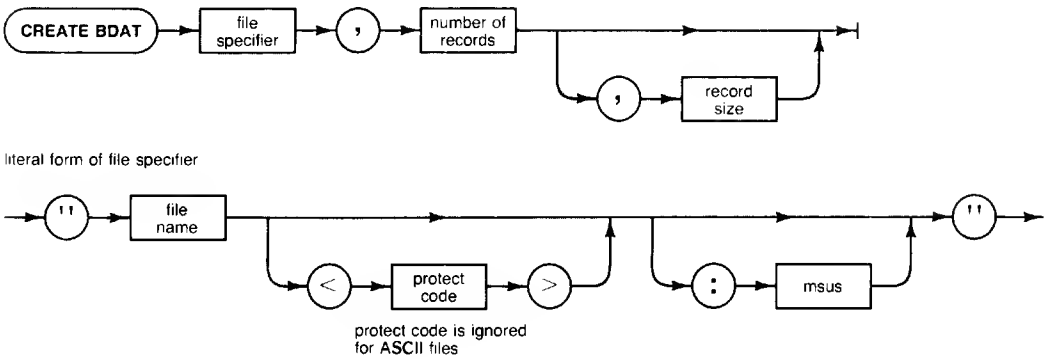 CREATE BDAT
file
specifier
,
number of
records
,
record
size
literal form of file specifier
"
file
name
<
protect
code
>
protect code is ignored
for ASCII files
:
msus
"